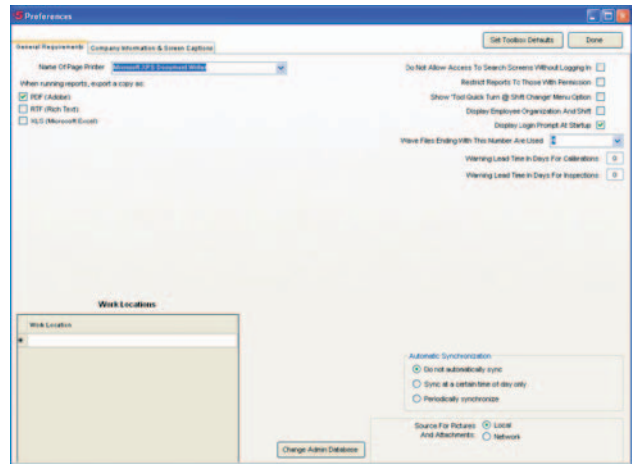 Preferences
Set Toolbox Defaults
Done
General Requirements
Company Information & Screen Captions
Name Of Page Printer
Microsoft XPS Document Writer
Do Not Allow Access To Search Screens Without Logging In
When running reports, export a copy as:
Restrict Reports To Those With Permission
PDF (Adobe)
Show 'Tool Quick Turn @ Shift Change' Menu Option
RTF (Rich Text)
Display Employee Organization And Shift
XLS (Microsoft Excel)
Display Login Prompt At Startup
Wave Files Ending With This Number Are Used
Warning Lead Time In Days For Calibrations
0
Warning Lead Time In Days For Inspections
0
Work Locations
Work Location
Automatic Synchronization
Do not automatically sync
Sync at a certain time of day only
Periodically synchronize
Source For Pictures And Attachments:
Local
Network
Change Admin Database